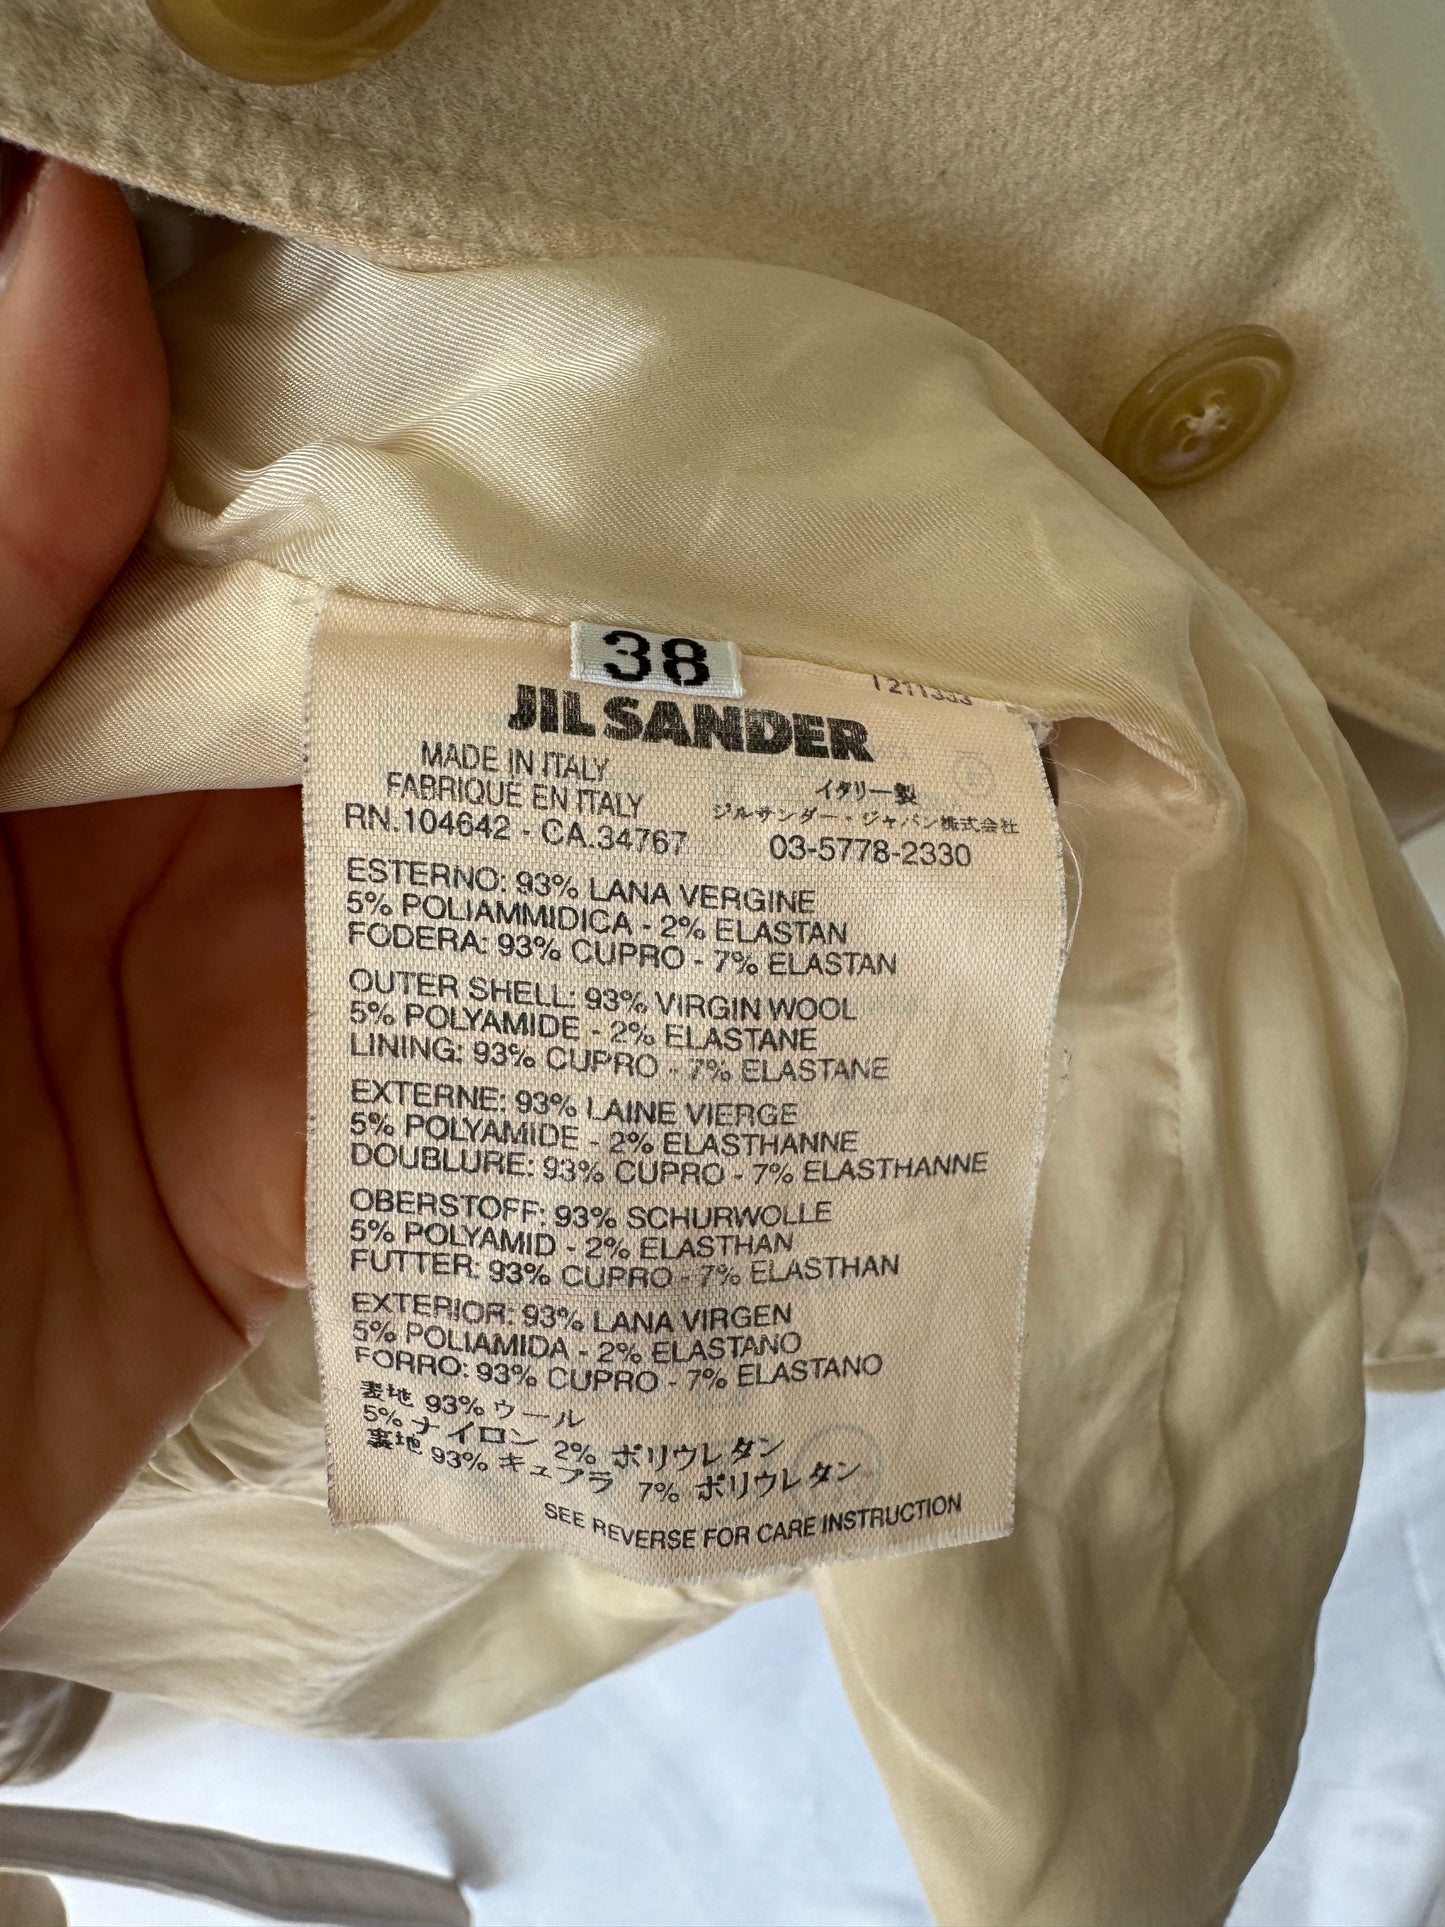 38
JIL SANDER
MADE IN ITALY
FABRIQUE EN ITALY
RN.104642 - CA.34767
イタリー製
ジルサンダー・ジャパン株式会社
03-5778-2330
ESTERNO: 93% LANA VERGINE
5% POLIAMMIDICA - 2% ELASTAN
FODERA: 93% CUPRO - 7% ELASTAN
OUTER SHELL: 93% VIRGIN WOOL
5% POLYAMIDE - 2% ELASTANE
LINING: 93% CUPRO - 7% ELASTANE
EXTERNE: 93% LAINE VIERGE
5% POLYAMIDE - 2% ELASTHANNE
DOUBLURE: 93% CUPRO - 7% ELASTHANNE
OBERSTOFF: 93% SCHURWOLLE
5% POLYAMID - 2% ELASTHAN
FUTTER: 93% CUPRO - 7% ELASTHAN
EXTERIOR: 93% LANA VIRGEN
5% POLIAMIDA - 2% ELASTANO
FORRO: 93% CUPRO - 7% ELASTANO
表地 93% ウール
5% ナイロン 2% ポリウレタン
裏地 93% キュプラ 7% ポリウレタン
SEE REVERSE FOR CARE INSTRUCTION